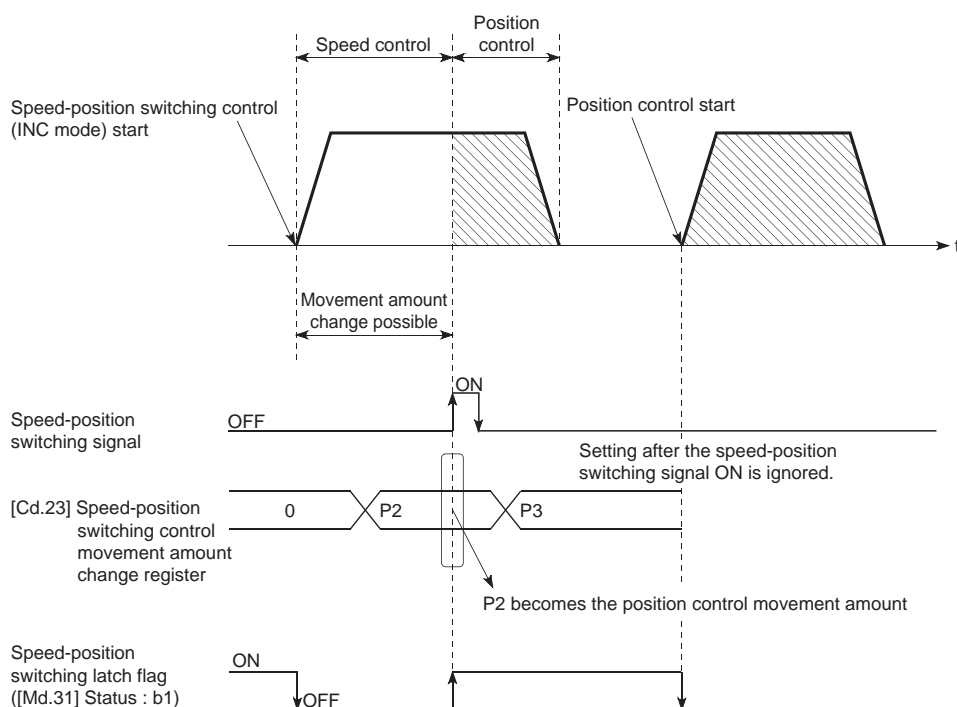 Position
control
Speed control
Speed-position switching control
(INC mode) start
Position control start
t
Movement amount
change possible
ON
Speed-position
switching signal
OFF
Setting after the speed-position
switching signal ON is ignored.
[Cd.23] Speed-position
switching control
movement amount
change register
0
P2
P3
P2 becomes the position control movement amount
Speed-position
switching latch flag
([Md.31] Status : b1)
ON
OFF